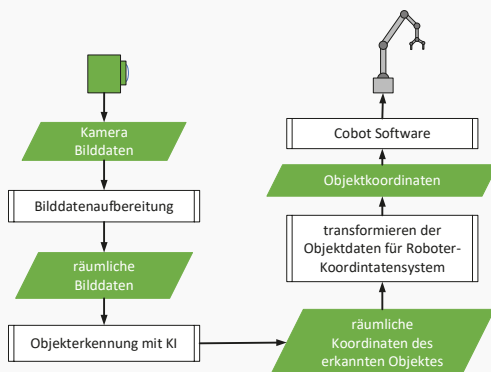 Kamera
Bilddaten
Bilddatenaufbereitung
räumliche
Bilddaten
Objekterkennung mit KI
räumliche
Koordinaten des
erkannten Objektes
transformieren der
Objektdaten für Roboter-
Koordintatensystem
Objektkoordinaten
Cobot Software